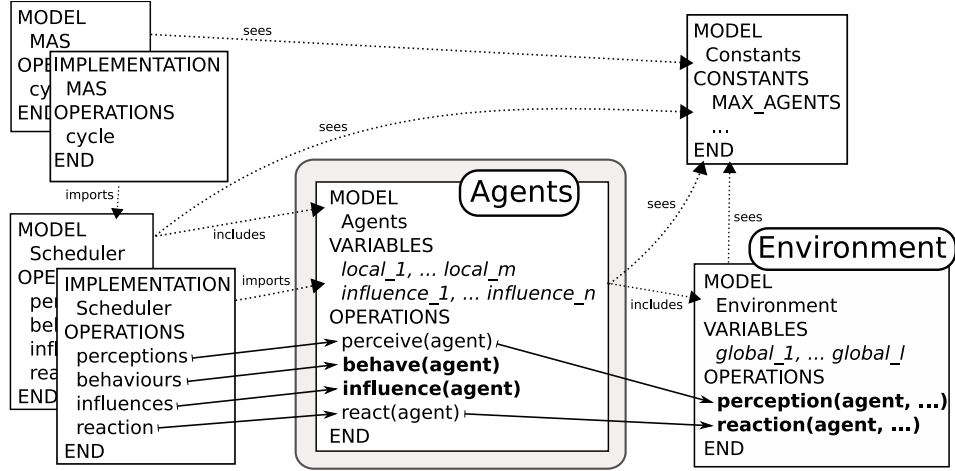 MODEL
MAS
OPE
cy
END
IMPLEMENTATION
MAS
OPERATIONS
cycle
END
sees
MODEL
Constants
CONSTANTS
MAX_AGENTS
...
END
sees
imports
MODEL
Scheduler
OPE
per
beh
infl
rea
END
IMPLEMENTATION
Scheduler
OPERATIONS
perceptions
behaviours
influences
reaction
END
includes
imports
Agents
MODEL
Agents
VARIABLES
local_1, ... local_m
influence_1, ... influence_n
OPERATIONS
perceive(agent)
behave(agent)
influence(agent)
react(agent)
END
sees
sees
includes
Environment
MODEL
Environment
VARIABLES
global_1, ... global_l
OPERATIONS
perception(agent, ...)
reaction(agent, ...)
END